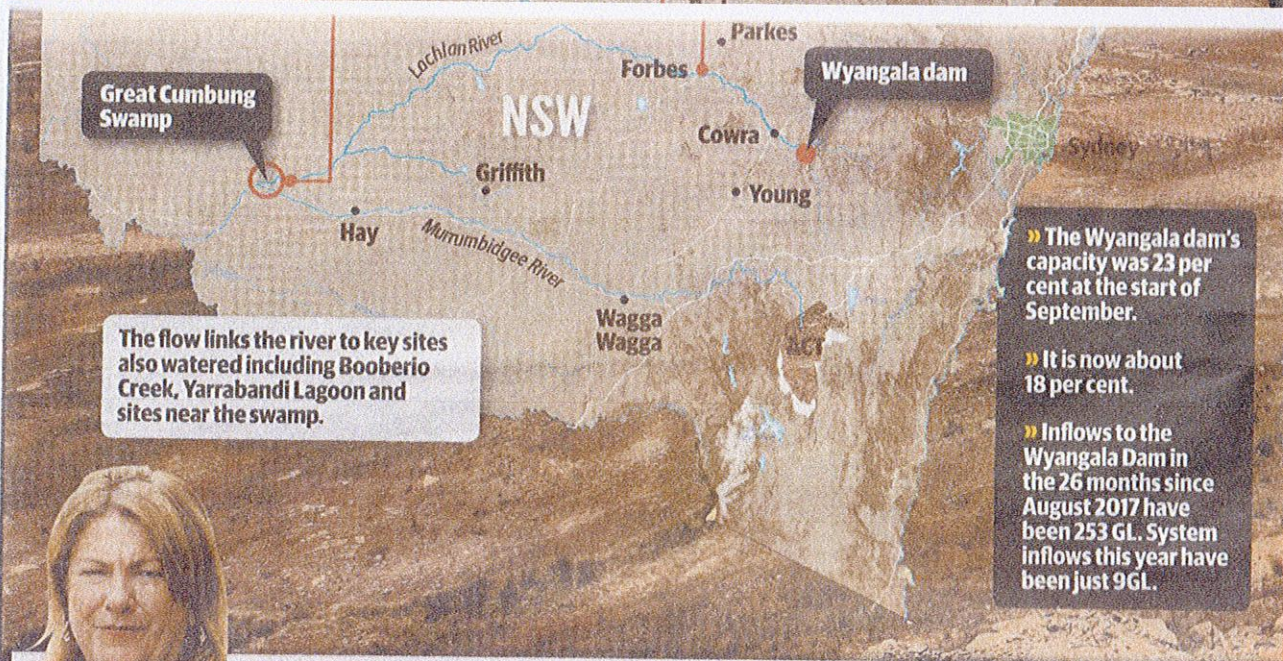 Parkes
Lachlan River
Forbes
Wyangala dam
Great Cumbung
Swamp
NSW
Cowra
Sydney
Griffith
Young
Hay
Murrumbidgee River
Wagga
Wagga
ACT
The flow links the river to key sites
also watered including Booberio
Creek, Yarrabandi Lagoon and
sites near the swamp.
» The Wyangala dam's
capacity was 23 per
cent at the start of
September.
» It is now about
18 per cent.
» Inflows to the
Wyangala Dam in
the 26 months since
August 2017 have
been 253 GL. System
inflows this year have
been just 9GL.